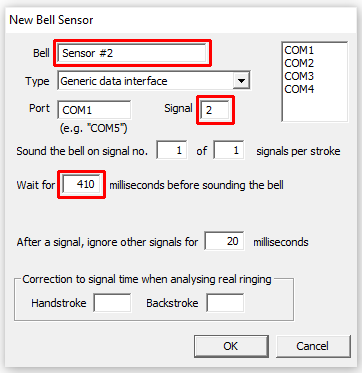 New Bell Sensor
Bell Sensor #2
Type Generic data interface
Port COM1 Signal 2
(e.g. "COM5")
COM1
COM2
COM3
COM4
Sound the bell on signal no. 1 of 1 signals per stroke
Wait for 410 milliseconds before sounding the bell
After a signal, ignore other signals for 20 milliseconds
Correction to signal time when analysing real ringing
Handstroke Backstroke
OK Cancel